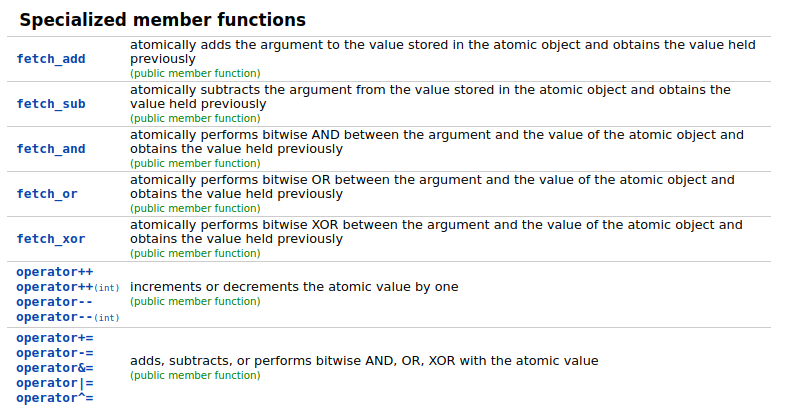 Specialized member functions
fetch_add
atomically adds the argument to the value stored in the atomic object and obtains the value held
previously
(public member function)
fetch_sub
atomically subtracts the argument from the value stored in the atomic object and obtains the
value held previously
(public member function)
fetch_and
atomically performs bitwise AND between the argument and the value of the atomic object and
obtains the value held previously
(public member function)
fetch_or
atomically performs bitwise OR between the argument and the value of the atomic object and
obtains the value held previously
(public member function)
fetch_xor
atomically performs bitwise XOR between the argument and the value of the atomic object and
obtains the value held previously
(public member function)
operator++
operator++(int)
operator--
operator--(int)
increments or decrements the atomic value by one
(public member function)
operator+=
operator-=
operator&=
operator|=
operator^=
adds, subtracts, or performs bitwise AND, OR, XOR with the atomic value
(public member function)